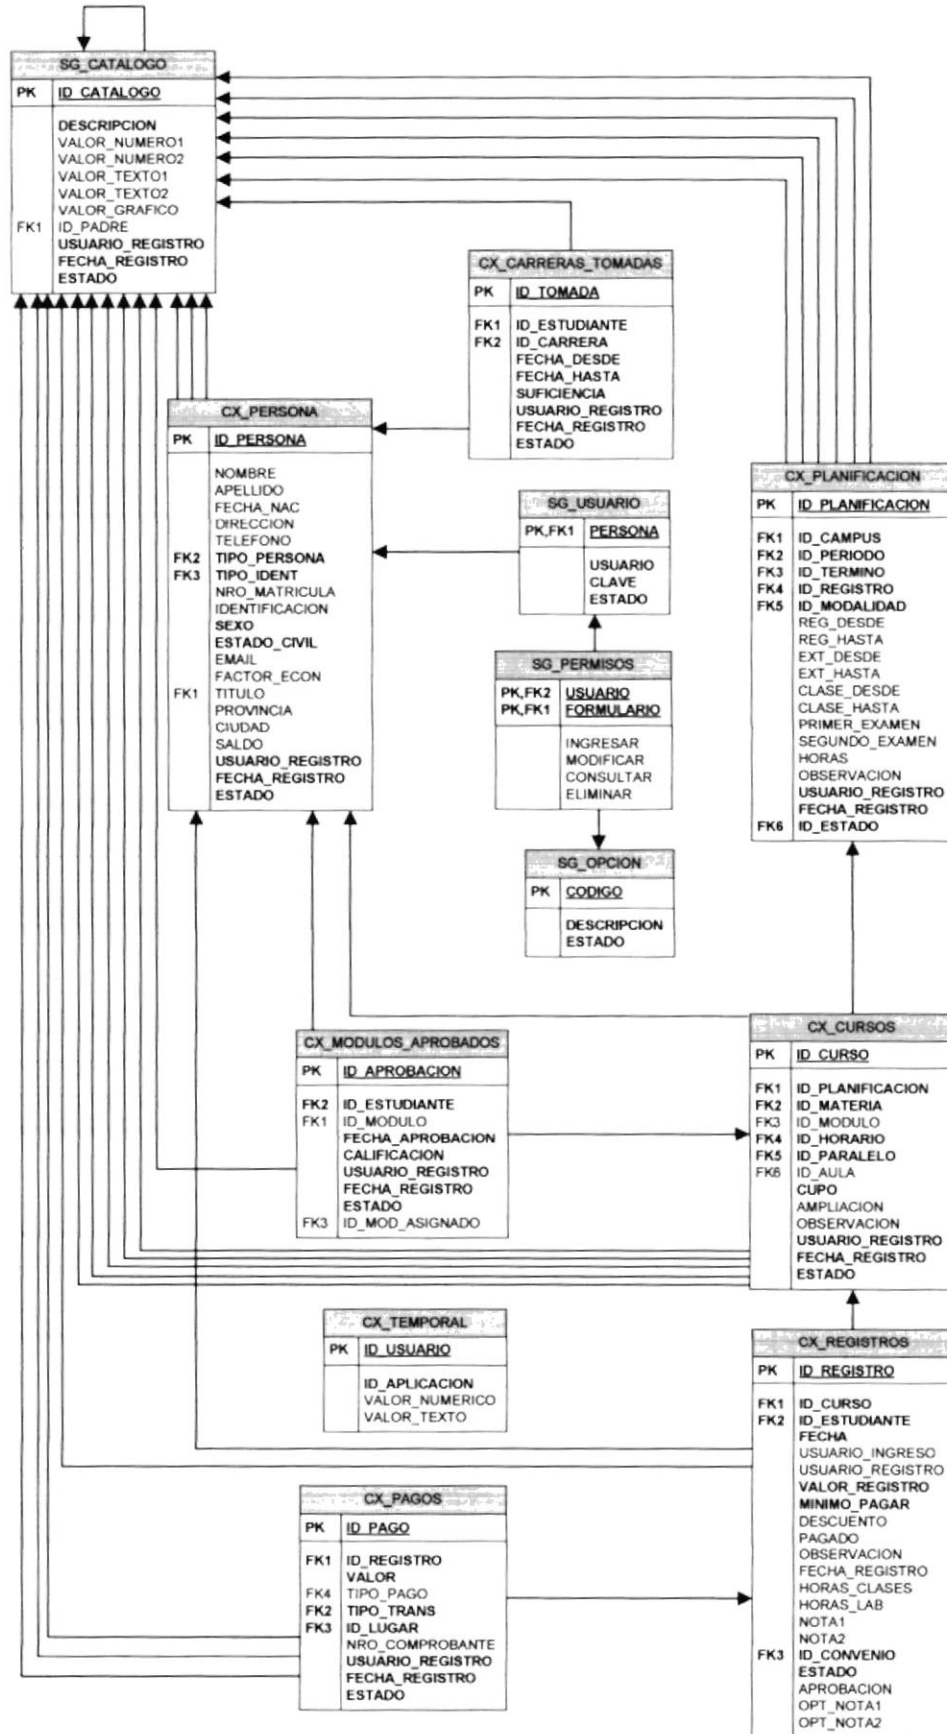 SG_CATALOGO
PK ID_CATALOGO
DESCRIPCION
VALOR_NUMERO1
VALOR_NUMERO2
VALOR_TEXTO1
VALOR_TEXTO2
VALOR_GRAFICO
FK1 ID_PADRE
USUARIO_REGISTRO
FECHA_REGISTRO
ESTADO
CX_CARRERAS_TOMADAS
PK ID_TOMADA
FK1 ID_ESTUDIANTE
FK2 ID_CARRERA
FECHA_DESDE
FECHA_HASTA
SUFICIENCIA
USUARIO_REGISTRO
FECHA_REGISTRO
ESTADO
CX_PERSONA
PK ID_PERSONA
NOMBRE
APELLIDO
FECHA_NAC
DIRECCION
TELEFONO
FK2 TIPO_PERSONA
FK3 TIPO_IDENT
NRO_MATRICULA
IDENTIFICACION
SEXO
ESTADO_CIVIL
EMAIL
FACTOR_ECON
FK1 TITULO
PROVINCIA
CIUDAD
SALDO
USUARIO_REGISTRO
FECHA_REGISTRO
ESTADO
SG_USUARIO
PK,FK1 PERSONA
USUARIO
CLAVE
ESTADO
SG_PERMISOS
PK,FK2 USUARIO
PK,FK1 FORMULARIO
INGRESAR
MODIFICAR
CONSULTAR
ELIMINAR
SG_OPCION
PK CODIGO
DESCRIPCION
ESTADO
CX_PLANIFICACION
PK ID_PLANIFICACION
FK1 ID_CAMPUS
FK2 ID_PERIODO
FK3 ID_TERMINO
FK4 ID_REGISTRO
FK5 ID_MODALIDAD
REG_DESDE
REG_HASTA
EXT_DESDE
EXT_HASTA
CLASE_DESDE
CLASE_HASTA
PRIMER_EXAMEN
SEGUNDO_EXAMEN
HORAS
OBSERVACION
USUARIO_REGISTRO
FECHA_REGISTRO
FK6 ID_ESTADO
CX_MODULOS_APROBADOS
PK ID_APROBACION
FK2 ID_ESTUDIANTE
FK1 ID_MODULO
FECHA_APROBACION
CALIFICACION
USUARIO_REGISTRO
FECHA_REGISTRO
ESTADO
FK3 ID_MOD_ASIGNADO
CX_CURSOS
PK ID_CURSO
FK1 ID_PLANIFICACION
FK2 ID_MATERIA
FK3 ID_MODULO
FK4 ID_HORARIO
FK5 ID_PARALELO
FK6 ID_AULA
CUPO
AMPLIACION
OBSERVACION
USUARIO_REGISTRO
FECHA_REGISTRO
ESTADO
CX_TEMPORAL
PK ID_USUARIO
ID_APLICACION
VALOR_NUMERICO
VALOR_TEXTO
CX_REGISTROS
PK ID_REGISTRO
FK1 ID_CURSO
FK2 ID_ESTUDIANTE
FECHA
USUARIO_INGRESO
USUARIO_REGISTRO
VALOR_REGISTRO
MINIMO_PAGAR
DESCUENTO
PAGADO
OBSERVACION
FECHA_REGISTRO
HORAS_CLASES
HORAS_LAB
NOTA1
NOTA2
FK3 ID_CONVENIO
ESTADO
APROBACION
OPT_NOTA1
OPT_NOTA2
CX_PAGOS
PK ID_PAGO
FK1 ID_REGISTRO
VALOR
FK4 TIPO_PAGO
FK2 TIPO_TRANS
FK3 ID_LUGAR
NRO_COMPROBANTE
USUARIO_REGISTRO
FECHA_REGISTRO
ESTADO